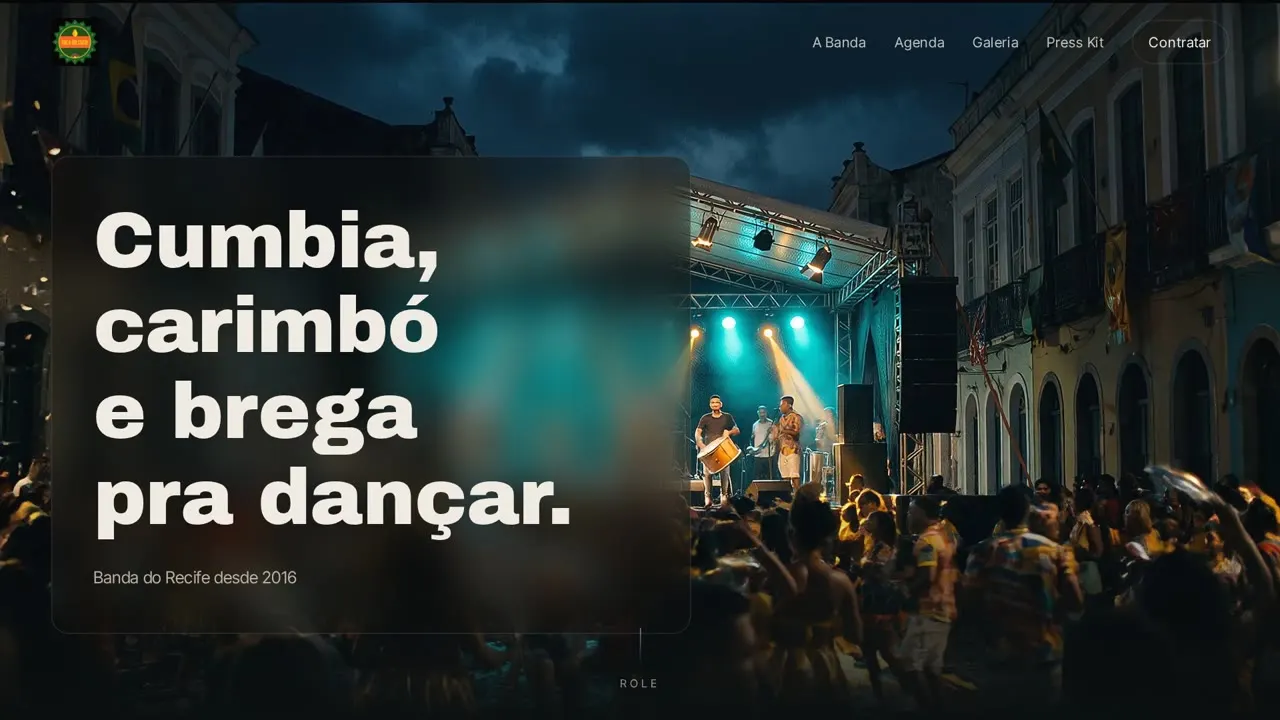 A Banda
Agenda
Galeria
Press Kit
Contratar
Cumbia,
carimbó
e brega
pra dançar.
Banda do Recife desde 2016
ROLE